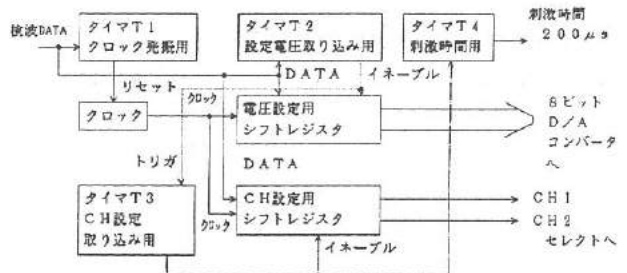 検波DATA
タイマT1
クロック発振用
タイマT2
設定電圧取り込み用
タイマT4
刺激時間用
刺激時間
200μs
リセット
DATA
イネーブル
クロック
クロック
電圧設定用
シフトレジスタ
8ビット
D/A
コンバータ
へ
トリガ
DATA
タイマT3
CH設定
取り込み用
クロック
CH設定用
シフトレジスタ
CH1
CH2
セレクトへ
イネーブル